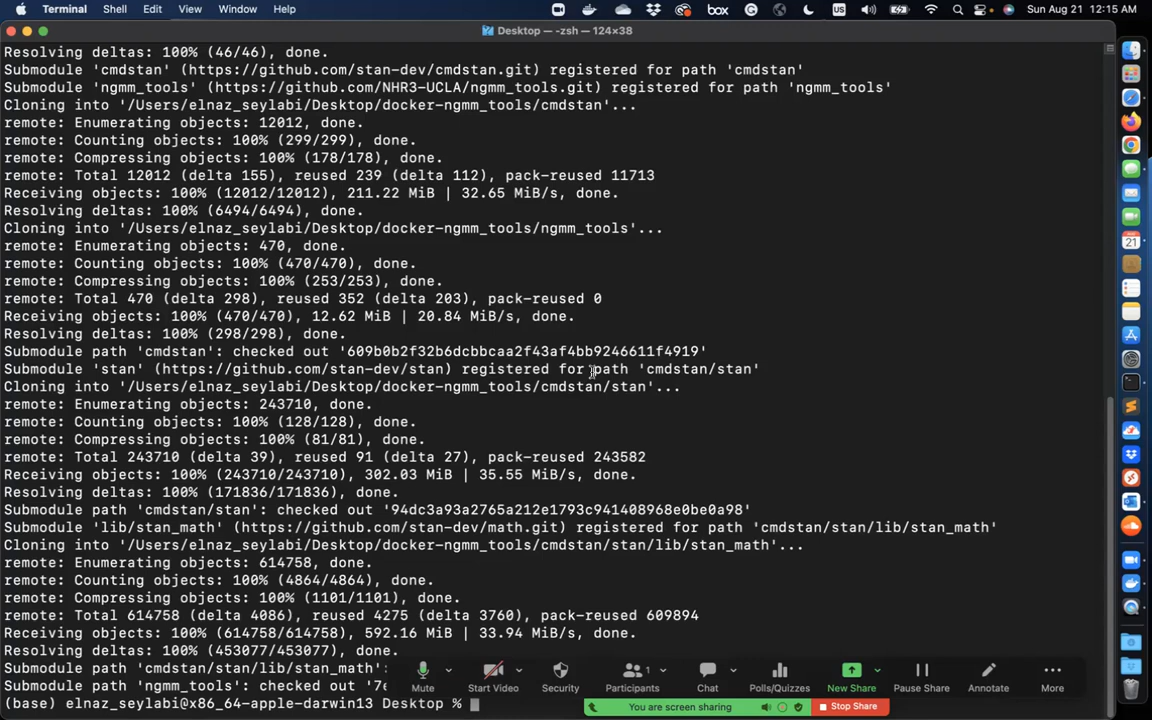 Terminal Shell Edit View Window Help box US Sun Aug 21 12:15 AM
Desktop — -zsh — 124×38
Resolving deltas: 100% (46/46), done.
Submodule 'cmdstan' (https://github.com/stan-dev/cmdstan.git) registered for path 'cmdstan'
Submodule 'ngmm_tools' (https://github.com/NHR3-UCLA/ngmm_tools.git) registered for path 'ngmm_tools'
Cloning into '/Users/elnaz_seylabi/Desktop/docker-ngmm_tools/cmdstan'...
remote: Enumerating objects: 12012, done.
remote: Counting objects: 100% (299/299), done.
remote: Compressing objects: 100% (178/178), done.
remote: Total 12012 (delta 155), reused 239 (delta 112), pack-reused 11713
Receiving objects: 100% (12012/12012), 211.22 MiB | 32.65 MiB/s, done.
Resolving deltas: 100% (6494/6494), done.
Cloning into '/Users/elnaz_seylabi/Desktop/docker-ngmm_tools/ngmm_tools'...
remote: Enumerating objects: 470, done.
remote: Counting objects: 100% (470/470), done.
remote: Compressing objects: 100% (253/253), done.
remote: Total 470 (delta 298), reused 352 (delta 203), pack-reused 0
Receiving objects: 100% (470/470), 12.62 MiB | 20.84 MiB/s, done.
Resolving deltas: 100% (298/298), done.
Submodule path 'cmdstan': checked out '609b0b2f32b6dcbbcaa2f43af4bb9246611f4919'
Submodule 'stan' (https://github.com/stan-dev/stan) registered for path 'cmdstan/stan'
Cloning into '/Users/elnaz_seylabi/Desktop/docker-ngmm_tools/cmdstan/stan'...
remote: Enumerating objects: 243710, done.
remote: Counting objects: 100% (128/128), done.
remote: Compressing objects: 100% (81/81), done.
remote: Total 243710 (delta 39), reused 91 (delta 27), pack-reused 243582
Receiving objects: 100% (243710/243710), 302.03 MiB | 35.55 MiB/s, done.
Resolving deltas: 100% (171836/171836), done.
Submodule path 'cmdstan/stan': checked out '94dc3a93a2765a212e1793c941408968e0be0a98'
Submodule 'lib/stan_math' (https://github.com/stan-dev/math.git) registered for path 'cmdstan/stan/lib/stan_math'
Cloning into '/Users/elnaz_seylabi/Desktop/docker-ngmm_tools/cmdstan/stan/lib/stan_math'...
remote: Enumerating objects: 614758, done.
remote: Counting objects: 100% (4864/4864), done.
remote: Compressing objects: 100% (1101/1101), done.
remote: Total 614758 (delta 4086), reused 4275 (delta 3760), pack-reused 609894
Receiving objects: 100% (614758/614758), 592.16 MiB | 33.94 MiB/s, done.
Resolving deltas: 100% (453077/453077), done.
Submodule path 'cmdstan/stan/lib/stan_math':
Submodule path 'ngmm_tools': checked out '7e
(base) elnaz_seylabi@x86_64-apple-darwin13 Desktop %
Mute Start Video Security Participants 1 Chat Polls/Quizzes New Share Pause Share Annotate More
You are screen sharing Stop Share